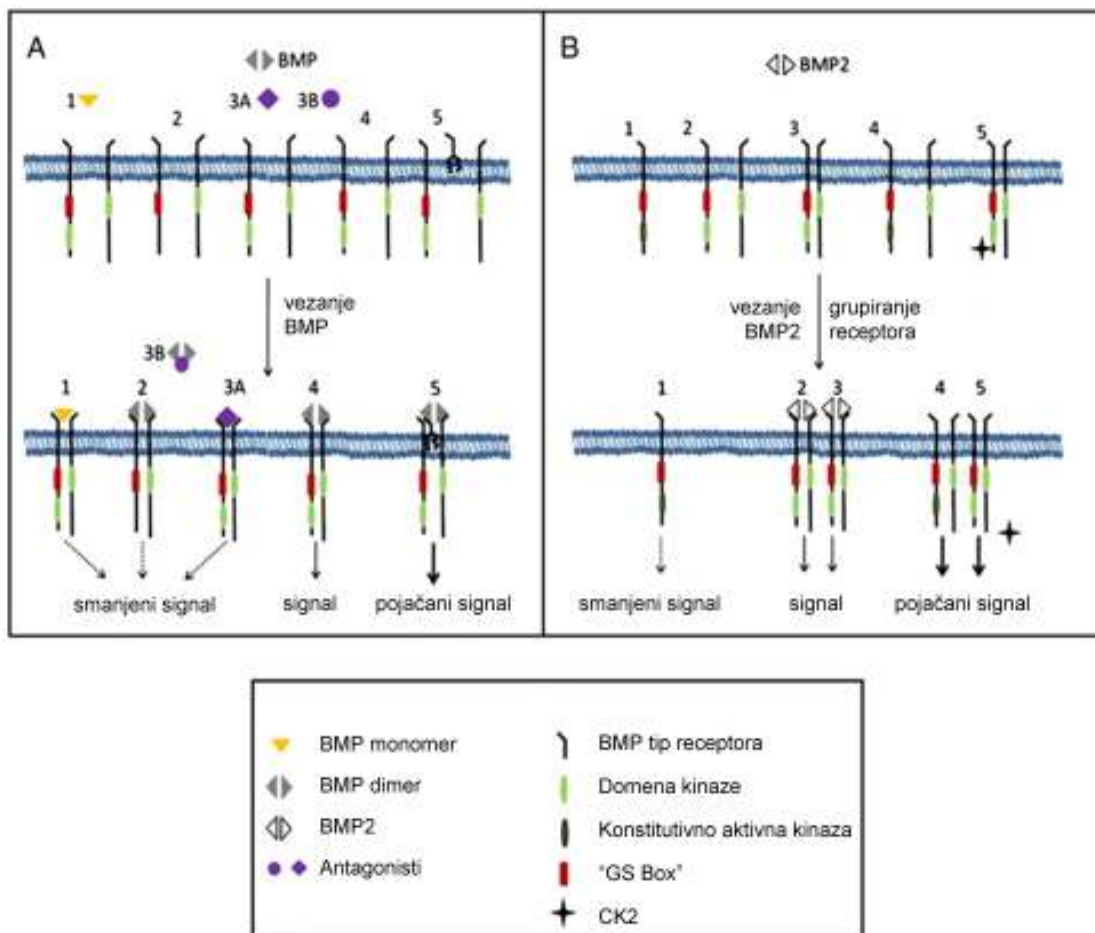 A
BMP
1
2
3A
3B
4
5
vezanje
BMP
3B
1
2
3A
4
5
smanjeni signal
signal
pojačani signal
B
BMP2
1
2
3
4
5
vezanje
BMP2
grupiranje
receptora
1
2
3
4
5
smanjeni signal
signal
pojačani signal
BMP monomer
BMP dimer
BMP2
Antagonisti
BMP tip receptora
Domena kinaze
Konstitutivno aktivna kinaza
"GS Box"
CK2